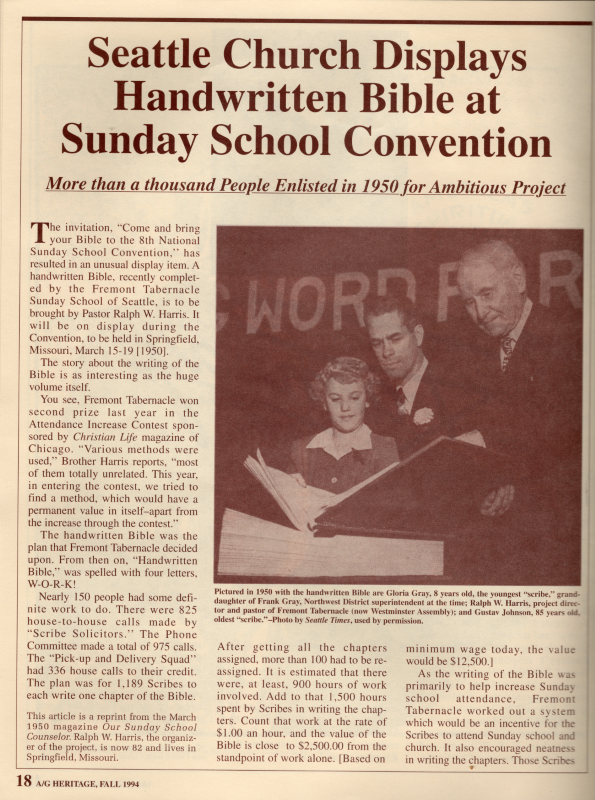 Seattle Church Displays
Handwritten Bible at
Sunday School Convention
More than a thousand People Enlisted in 1950 for Ambitious Project
The invitation, “Come and bring
your Bible to the 8th National
Sunday School Convention,’’ has
resulted in an unusual display item. A
handwritten Bible, recently complet-
ed by the Fremont Tabernacle
Sunday School of Seattle, is to be
brought by Pastor Ralph W. Harris. It
will be on display during the
Convention, to be held in Springfield,
Missouri, March 15-19 [1950].
The story about the writing of the
Bible is as interesting as the huge
volume itself.
You see, Fremont Tabernacle won
second prize last year in the
Attendance Increase Contest spon-
sored by Christian Life magazine of
Chicago. “Various methods were
used,’’ Brother Harris reports, “most
of them totally unrelated. This year,
in entering the contest, we tried to
find a method, which would have a
permanent value in itself–apart from
the increase through the contest.”
The handwritten Bible was the
plan that Fremont Tabernacle decided
upon. From then on, “Handwritten
Bible,” was spelled with four letters,
W-O-R-K!
Nearly 150 people had some defi-
nite work to do. There were 825
house-to-house calls made by
“Scribe Solicitors.” The Phone
Committee made a total of 975 calls.
The “Pick-up and Delivery Squad”
had 336 house calls to their credit.
The plan was for 1,189 Scribes to
each write one chapter of the Bible.
This article is a reprint from the March
1950 magazine Our Sunday School
Counselor. Ralph W. Harris, the organiz-
er of the project, is now 82 and lives in
Springfield, Missouri.
WORD F R
Pictured in 1950 with the handwritten Bible are Gloria Gray, 8 years old, the youngest “scribe,” grand-
daughter of Frank Gray, Northwest District superintendent at the time; Ralph W. Harris, project direc-
tor and pastor of Fremont Tabernacle (now Westminster Assembly); and Gustav Johnson, 85 years old,
oldest “scribe.”–Photo by Seattle Times, used by permission.
After getting all the chapters
assigned, more than 100 had to be re-
assigned. It is estimated that there
were, at least, 900 hours of work
involved. Add to that 1,500 hours
spent by Scribes in writing the chap-
ters. Count that work at the rate of
$1.00 an hour, and the value of the
Bible is close to $2,500.00 from the
standpoint of work alone. [Based on
minimum wage today, the value
would be $12,500.]
As the writing of the Bible was
primarily to help increase Sunday
school attendance, Fremont
Tabernacle worked out a system
which would be an incentive for the
Scribes to attend Sunday school and
church. It also encouraged neatness
in writing the chapters. Those Scribes
18 A/G HERITAGE, FALL 1994